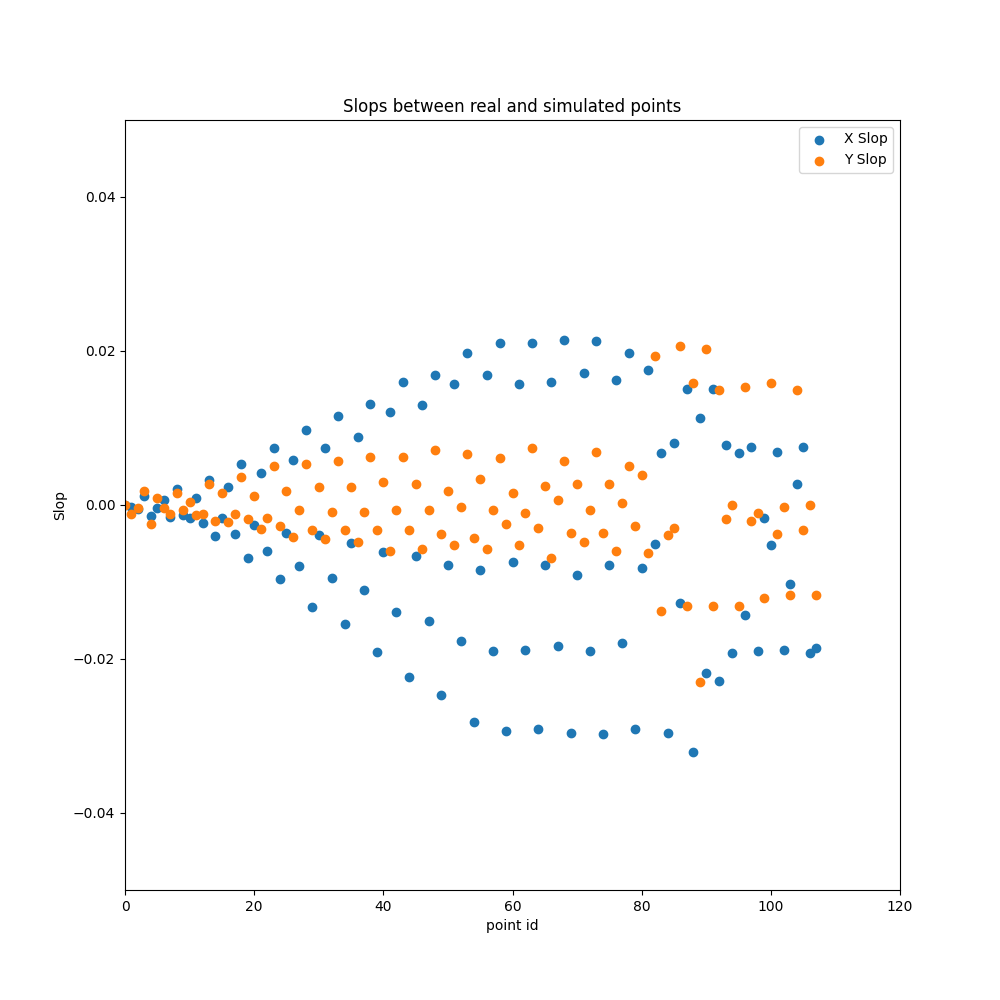 Slops between real and simulated points
X Slop
Y Slop
0.04
0.02
0.00
−0.02
−0.04
Slop
0 20 40 60 80 100 120
point id